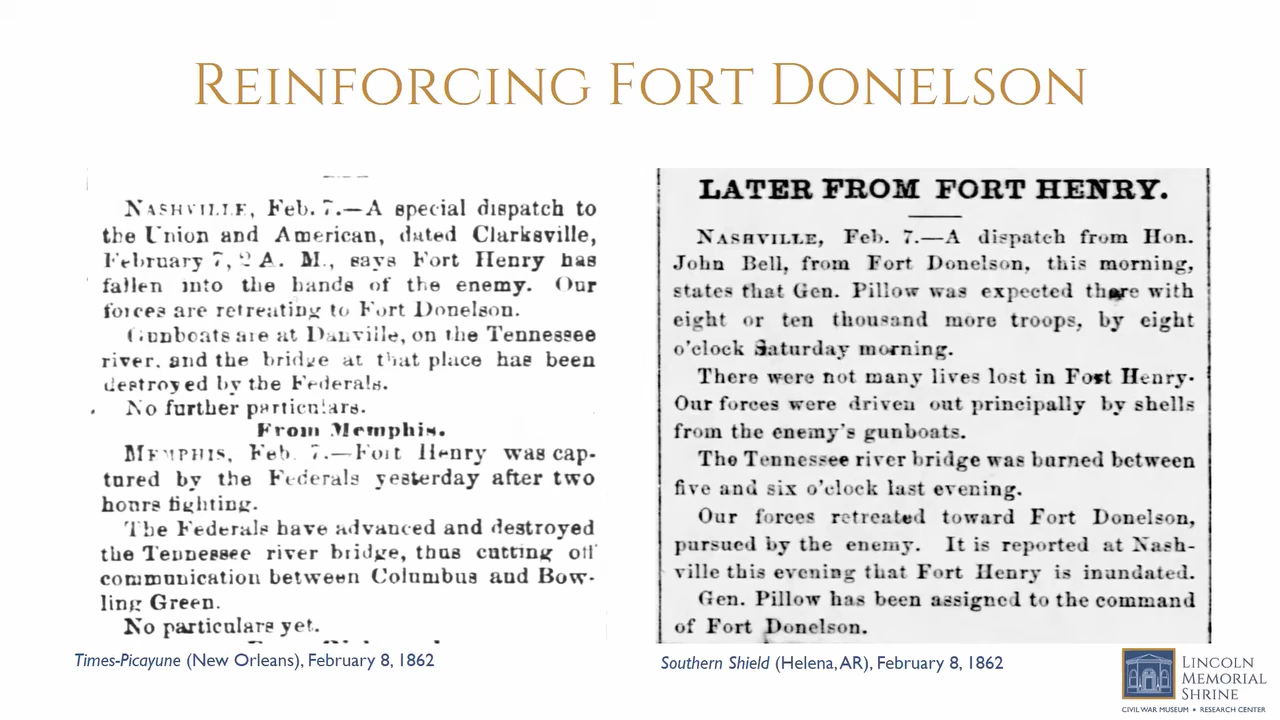 REINFORCING FORT DONELSON
NASHVILLE, Feb. 7.—A special dispatch to
the Union and American, dated Clarksville,
February 7, 2 A. M., says Fort Henry has
fallen into the hands of the enemy. Our
forces are retreating to Fort Donelson.
Gunboats are at Danville, on the Tennessee
river, and the bridge at that place has been
destroyed by the Federals.
No further particulars.
From Memphis.
MEMPHIS, Feb. 7.—Fort Henry was cap-
tured by the Federals yesterday after two
hours fighting.
The Federals have advanced and destroyed
the Tennessee river bridge, thus cutting off
communication between Columbus and Bow-
ling Green.
No particulars yet.
Times-Picayune (New Orleans), February 8, 1862
LATER FROM FORT HENRY.
NASHVILLE, Feb. 7.—A dispatch from Hon.
John Bell, from Fort Donelson, this morning,
states that Gen. Pillow was expected there with
eight or ten thousand more troops, by eight
o'clock Saturday morning.
There were not many lives lost in Fort Henry.
Our forces were driven out principally by shells
from the enemy's gunboats.
The Tennessee river bridge was burned between
five and six o'clock last evening.
Our forces retreated toward Fort Donelson,
pursued by the enemy. It is reported at Nash-
ville this evening that Fort Henry is inundated.
Gen. Pillow has been assigned to the command
of Fort Donelson.
Southern Shield (Helena, AR), February 8, 1862
LINCOLN
MEMORIAL
SHRINE
CIVIL WAR MUSEUM • RESEARCH CENTER